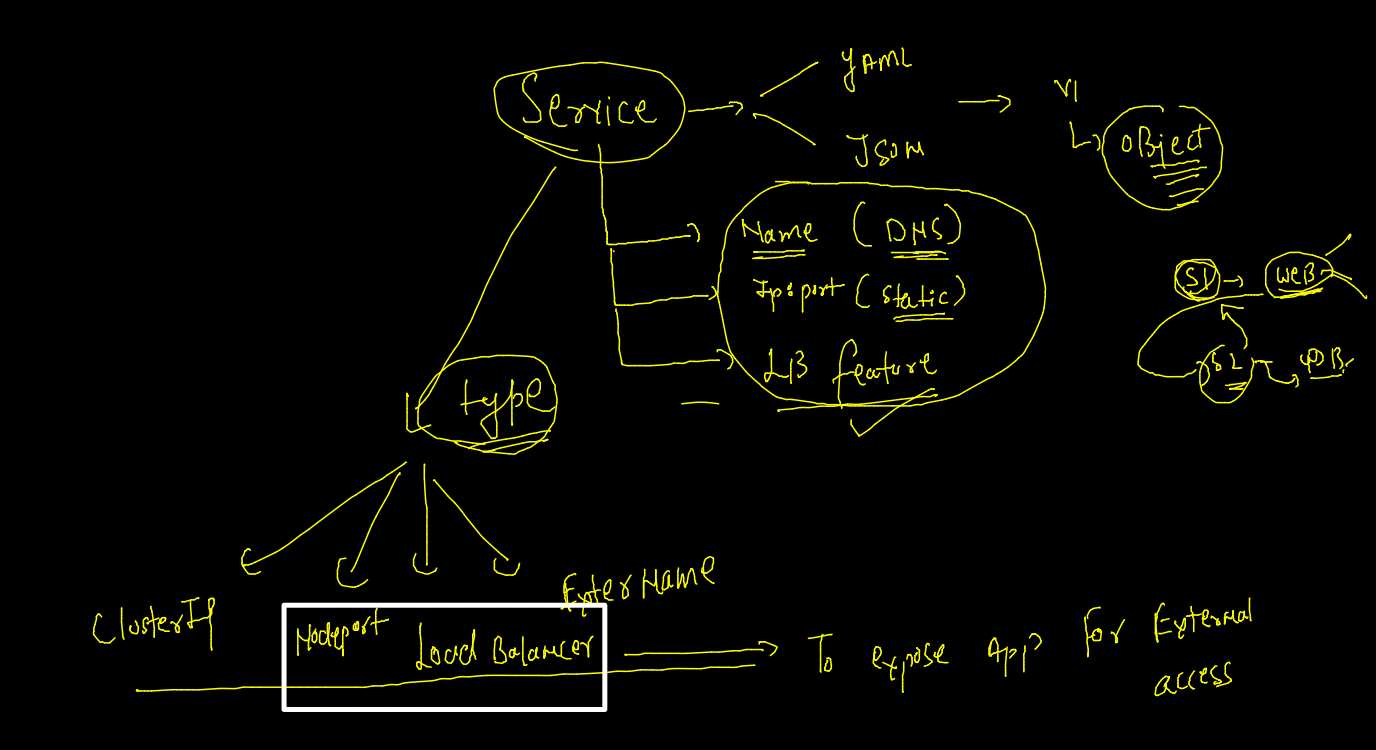 YAML
Service
V1
JSON
Object
Name (DNS)
Ip:port (static)
LB feature
S1
WEB
S2
DB
type
ExterName
ClusterIP
Nodeport
Load Balancer
To expose App for External
access